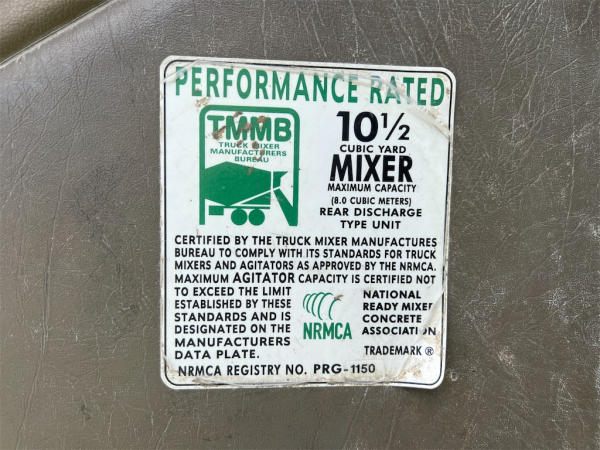 PERFORMANCE RATED
TMMB
TRUCK MIXER
MANUFACTURERS
BUREAU
10 1/2
CUBIC YARD
MIXER
MAXIMUM CAPACITY
(8.0 CUBIC METERS)
REAR DISCHARGE
TYPE UNIT
CERTIFIED BY THE TRUCK MIXER MANUFACTURES
BUREAU TO COMPLY WITH ITS STANDARDS FOR TRUCK
MIXERS AND AGITATORS AS APPROVED BY THE NRMCA.
MAXIMUM AGITATOR CAPACITY IS CERTIFIED NOT
TO EXCEED THE LIMIT
ESTABLISHED BY THESE
STANDARDS AND IS
DESIGNATED ON THE
MANUFACTURERS
DATA PLATE.
NRMCA
NATIONAL
READY MIXED
CONCRETE
ASSOCIATION
TRADEMARK ®
NRMCA REGISTRY NO. PRG-1150